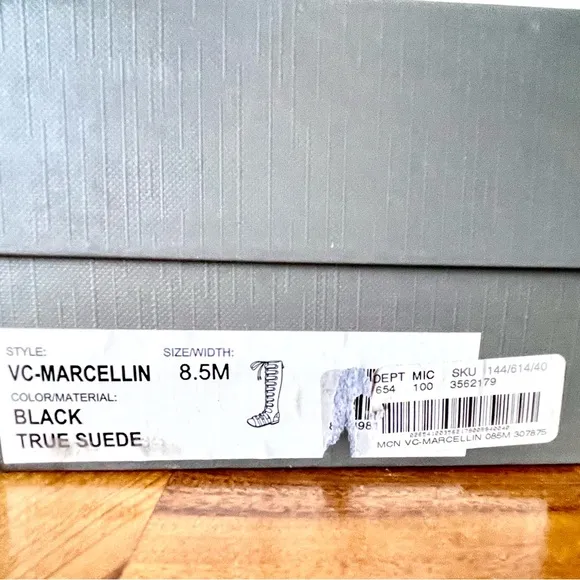 STYLE:
VC-MARCELLIN
SIZE/WIDTH:
8.5M
COLOR/MATERIAL:
BLACK
TRUE SUEDE
DEPT MIC SKU 144/614/40
654 100 3562179
MCN VC-MARCELLIN 085M 307875